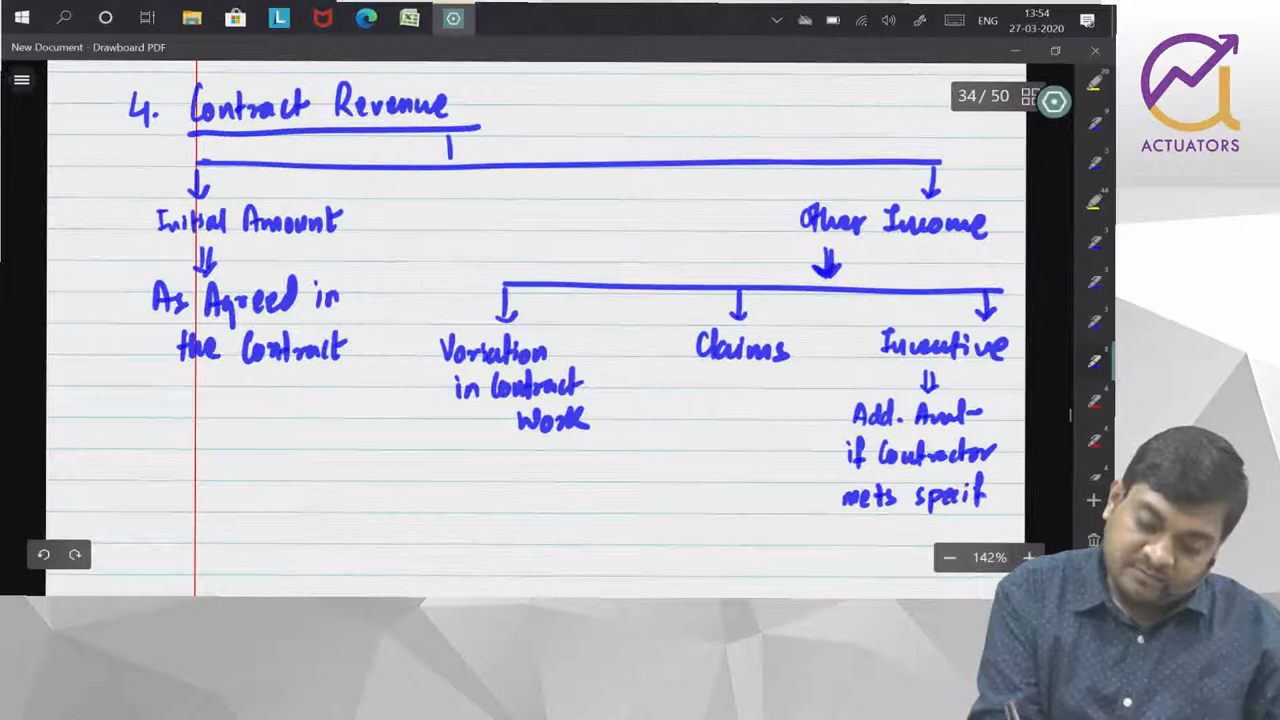 13:54
ENG
27-03-2020
New Document - Drawboard PDF
34 / 50
ACTUATORS
4. Contract Revenue
Initial Amount
Other Income
As Agreed in
the Contract
Variation
in Contract
Work
Claims
Incentive
Add. Amt
if Contractor
mets specif
142%